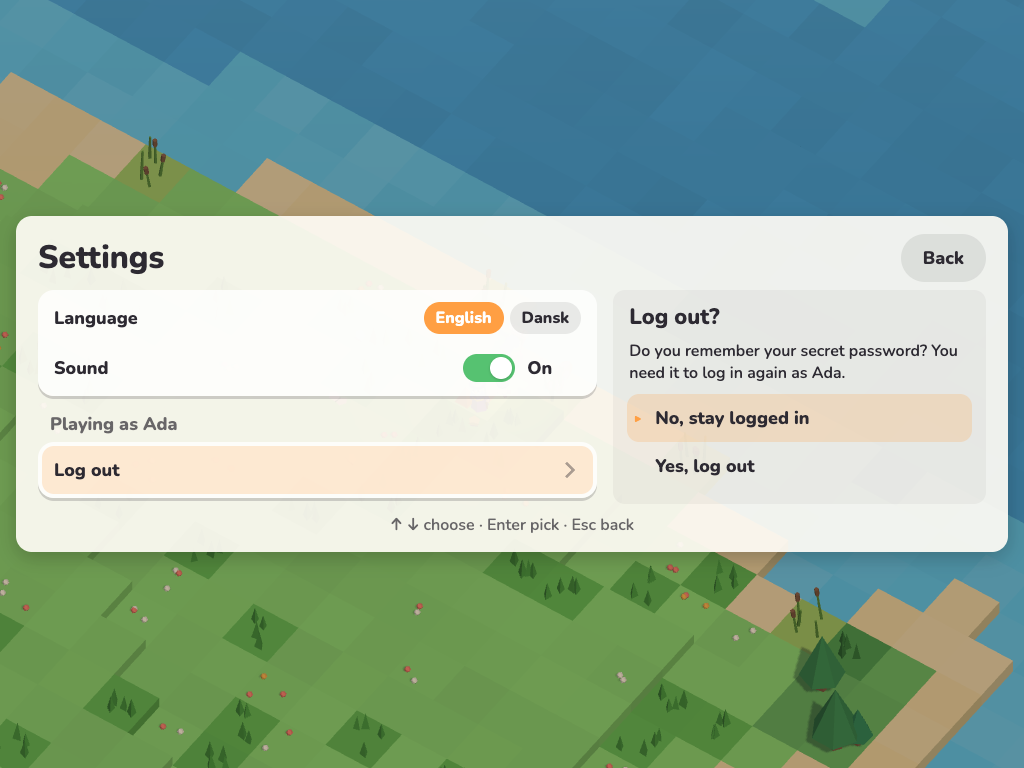 Settings
Back
Language
English
Dansk
Sound
On
Playing as Ada
Log out
Log out?
Do you remember your secret password? You
need it to log in again as Ada.
No, stay logged in
Yes, log out
↑ ↓ choose · Enter pick · Esc back